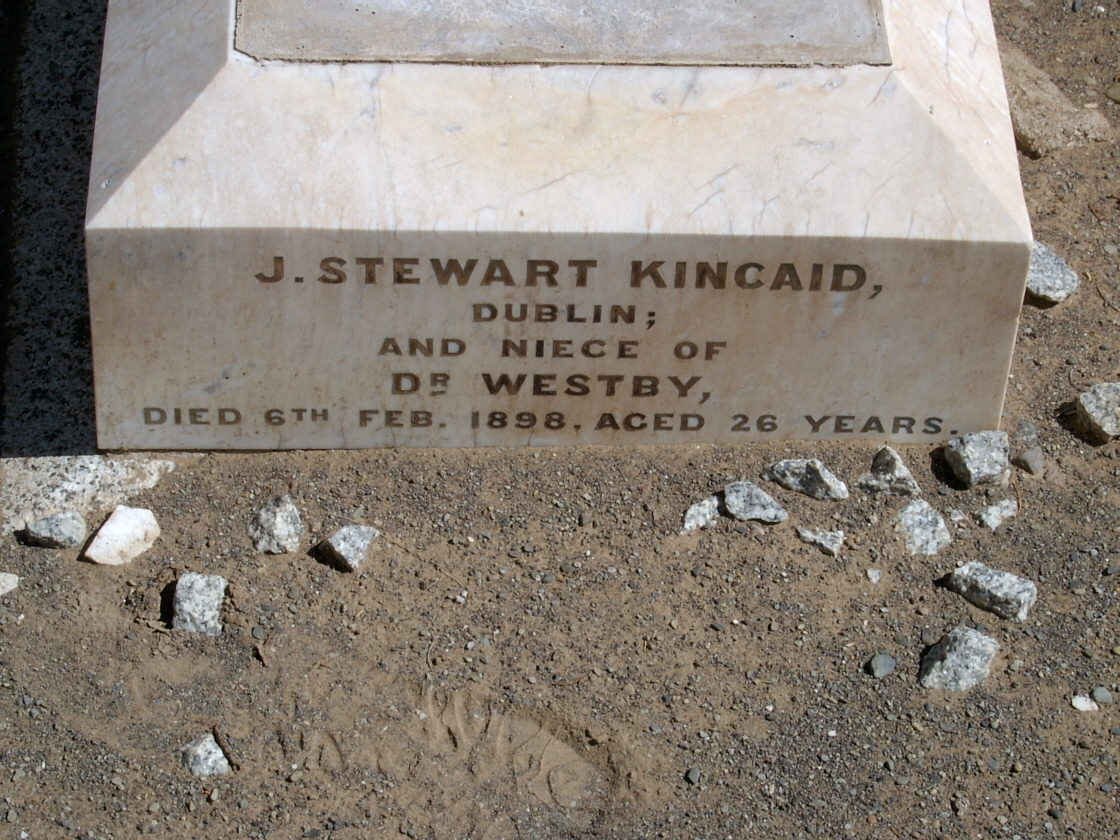 J. STEWART KINCAID,
DUBLIN;
AND NIECE OF
DR WESTBY,
DIED 6TH FEB. 1898. AGED 26 YEARS.